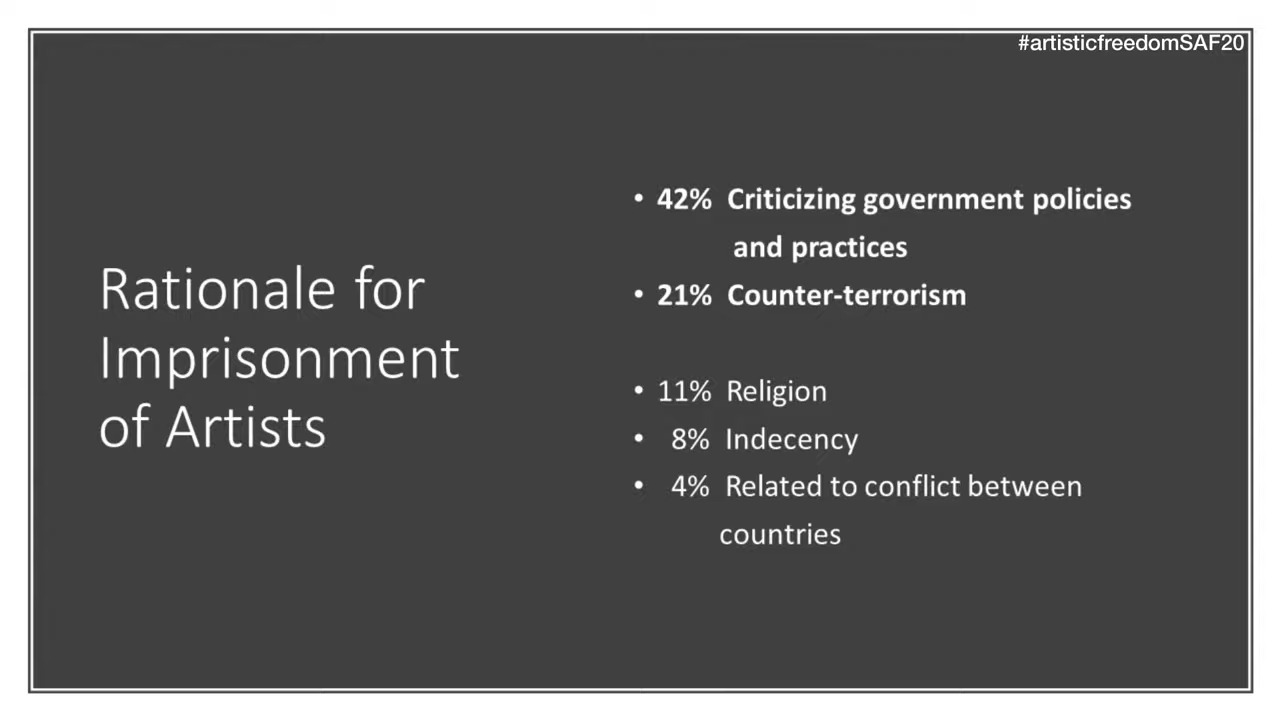 #artisticfreedomSAF20
Rationale for
Imprisonment
of Artists
• 42% Criticizing government policies
and practices
• 21% Counter-terrorism
• 11% Religion
• 8% Indecency
• 4% Related to conflict between
countries